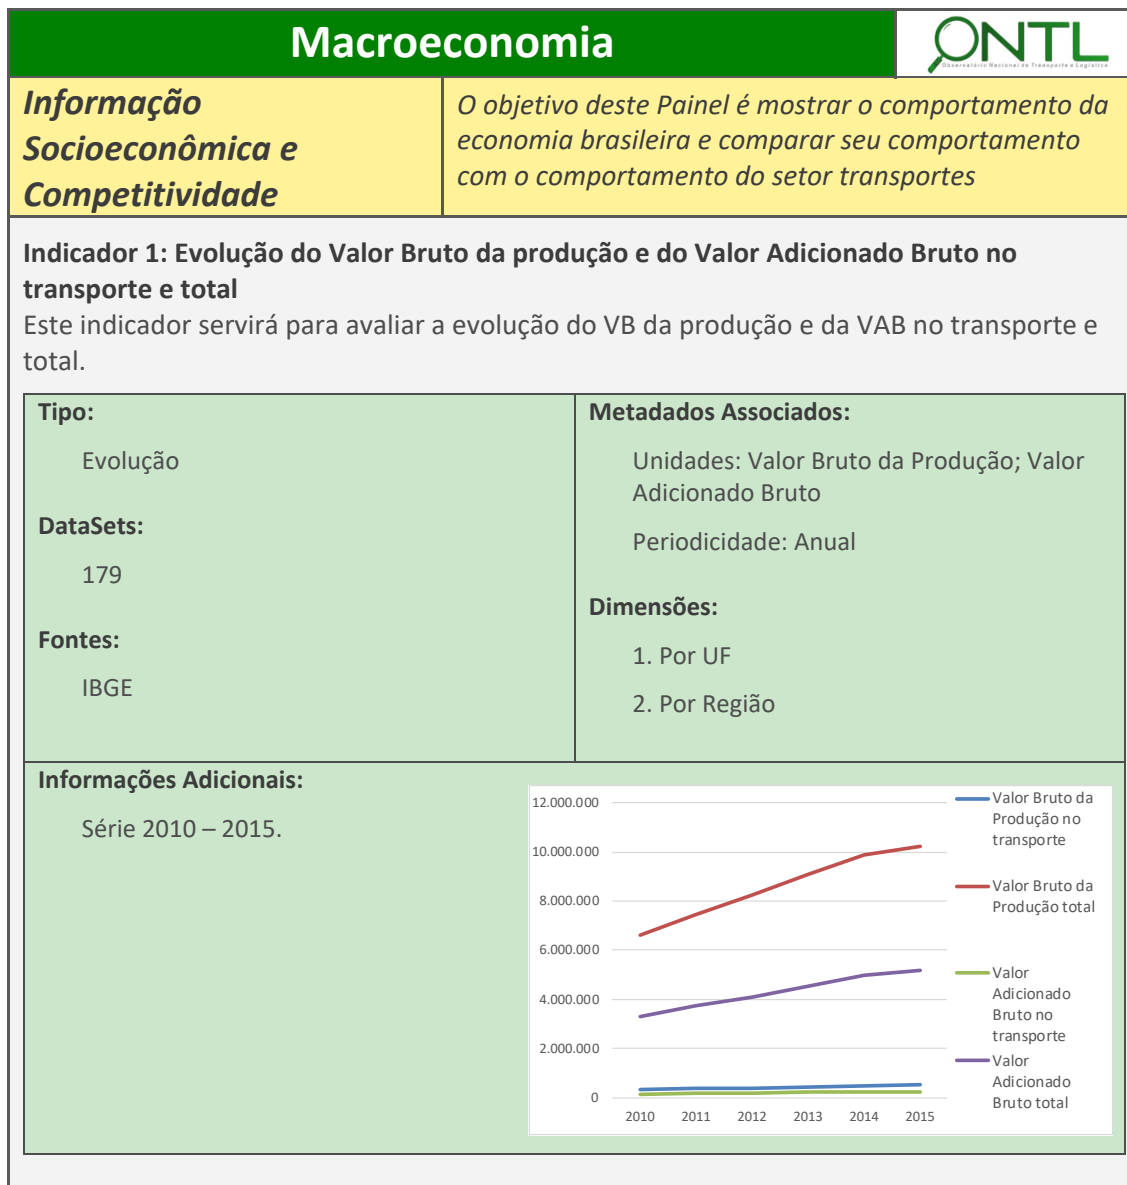 Macroeconomia
ONTL
Observatório Nacional de Transporte e Logística
Informação
Socioeconômica e
Competitividade
O objetivo deste Painel é mostrar o comportamento da
economia brasileira e comparar seu comportamento
com o comportamento do setor transportes
Indicador 1: Evolução do Valor Bruto da produção e do Valor Adicionado Bruto no
transporte e total
Este indicador servirá para avaliar a evolução do VB da produção e da VAB no transporte e
total.
Tipo:
Evolução
DataSets:
179
Fontes:
IBGE
Metadados Associados:
Unidades: Valor Bruto da Produção; Valor
Adicionado Bruto
Periodicidade: Anual
Dimensões:
1. Por UF
2. Por Região
Informações Adicionais:
Série 2010 – 2015.
12.000.000
10.000.000
8.000.000
6.000.000
4.000.000
2.000.000
0
2010 2011 2012 2013 2014 2015
Valor Bruto da
Produção no
transporte
Valor Bruto da
Produção total
Valor
Adicionado
Bruto no
transporte
Valor
Adicionado
Bruto total